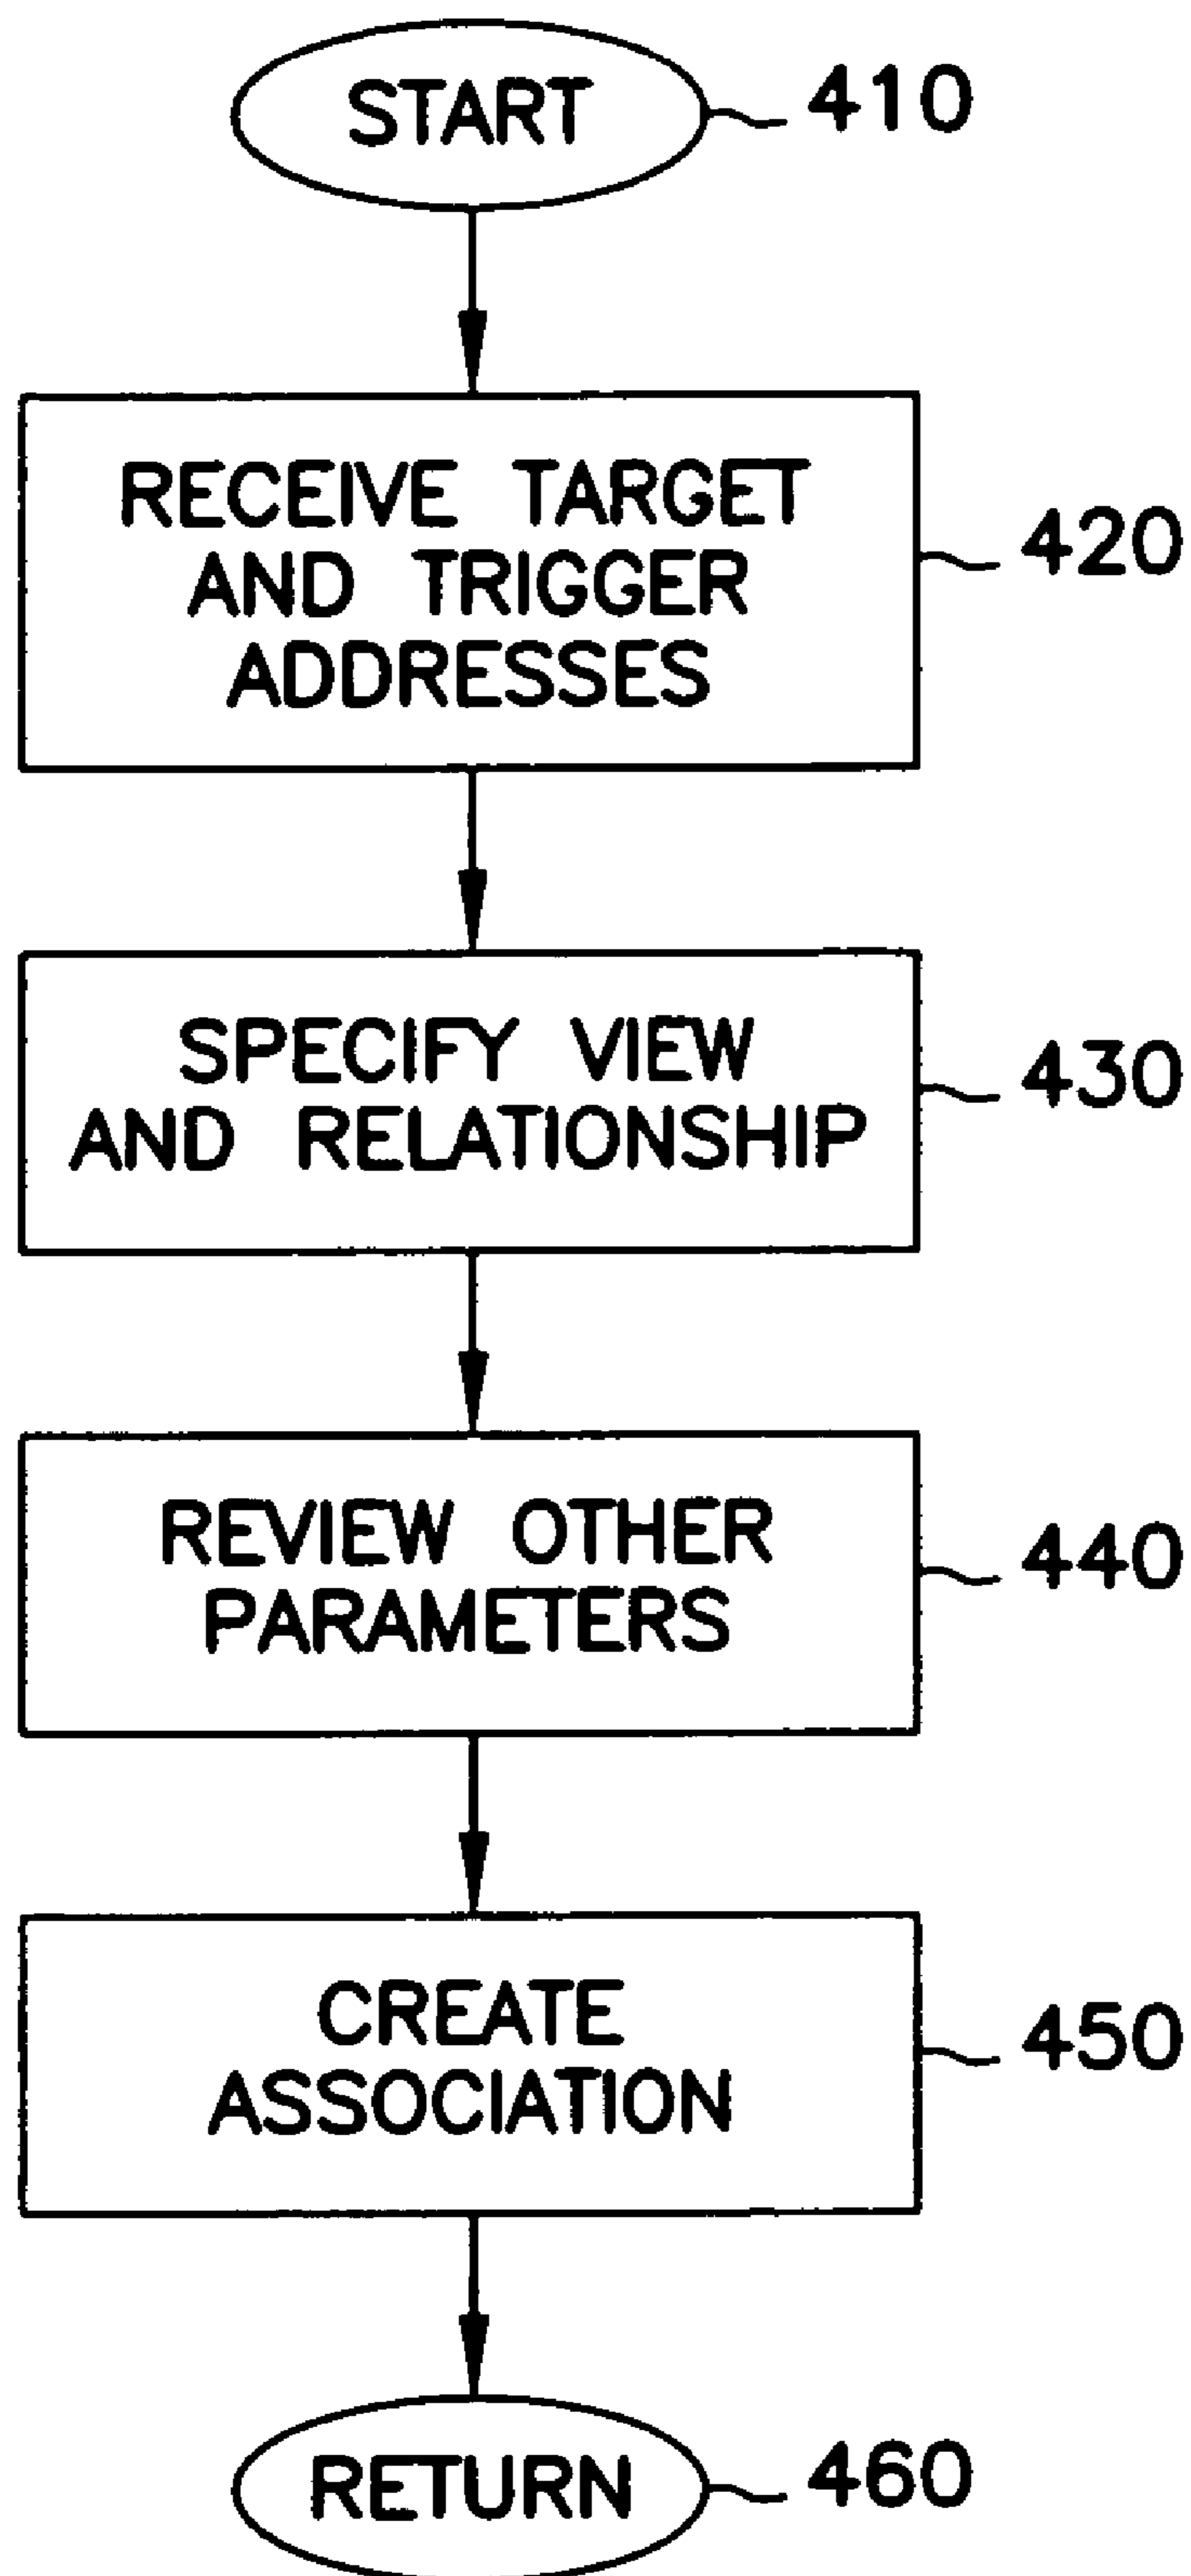 START
410
RECEIVE TARGET
AND TRIGGER
ADDRESSES
420
SPECIFY VIEW
AND RELATIONSHIP
430
REVIEW OTHER
PARAMETERS
440
CREATE
ASSOCIATION
450
RETURN
460